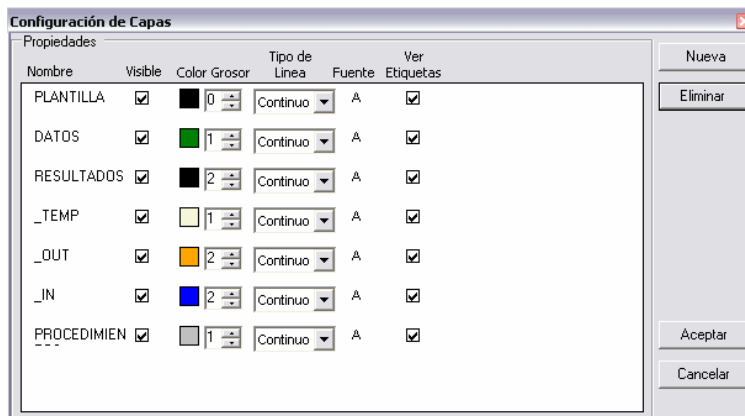 Configuración de Capas
Propiedades
Nombre Visible Color Grosor Tipo de Linea Fuente Ver Etiquetas
PLANTILLA 0 Continuo A
DATOS 1 Continuo A
RESULTADOS 2 Continuo A
_TEMP 1 Continuo A
_OUT 2 Continuo A
_IN 2 Continuo A
PROCEDIMIEN 1 Continuo A
Nueva
Eliminar
Aceptar
Cancelar